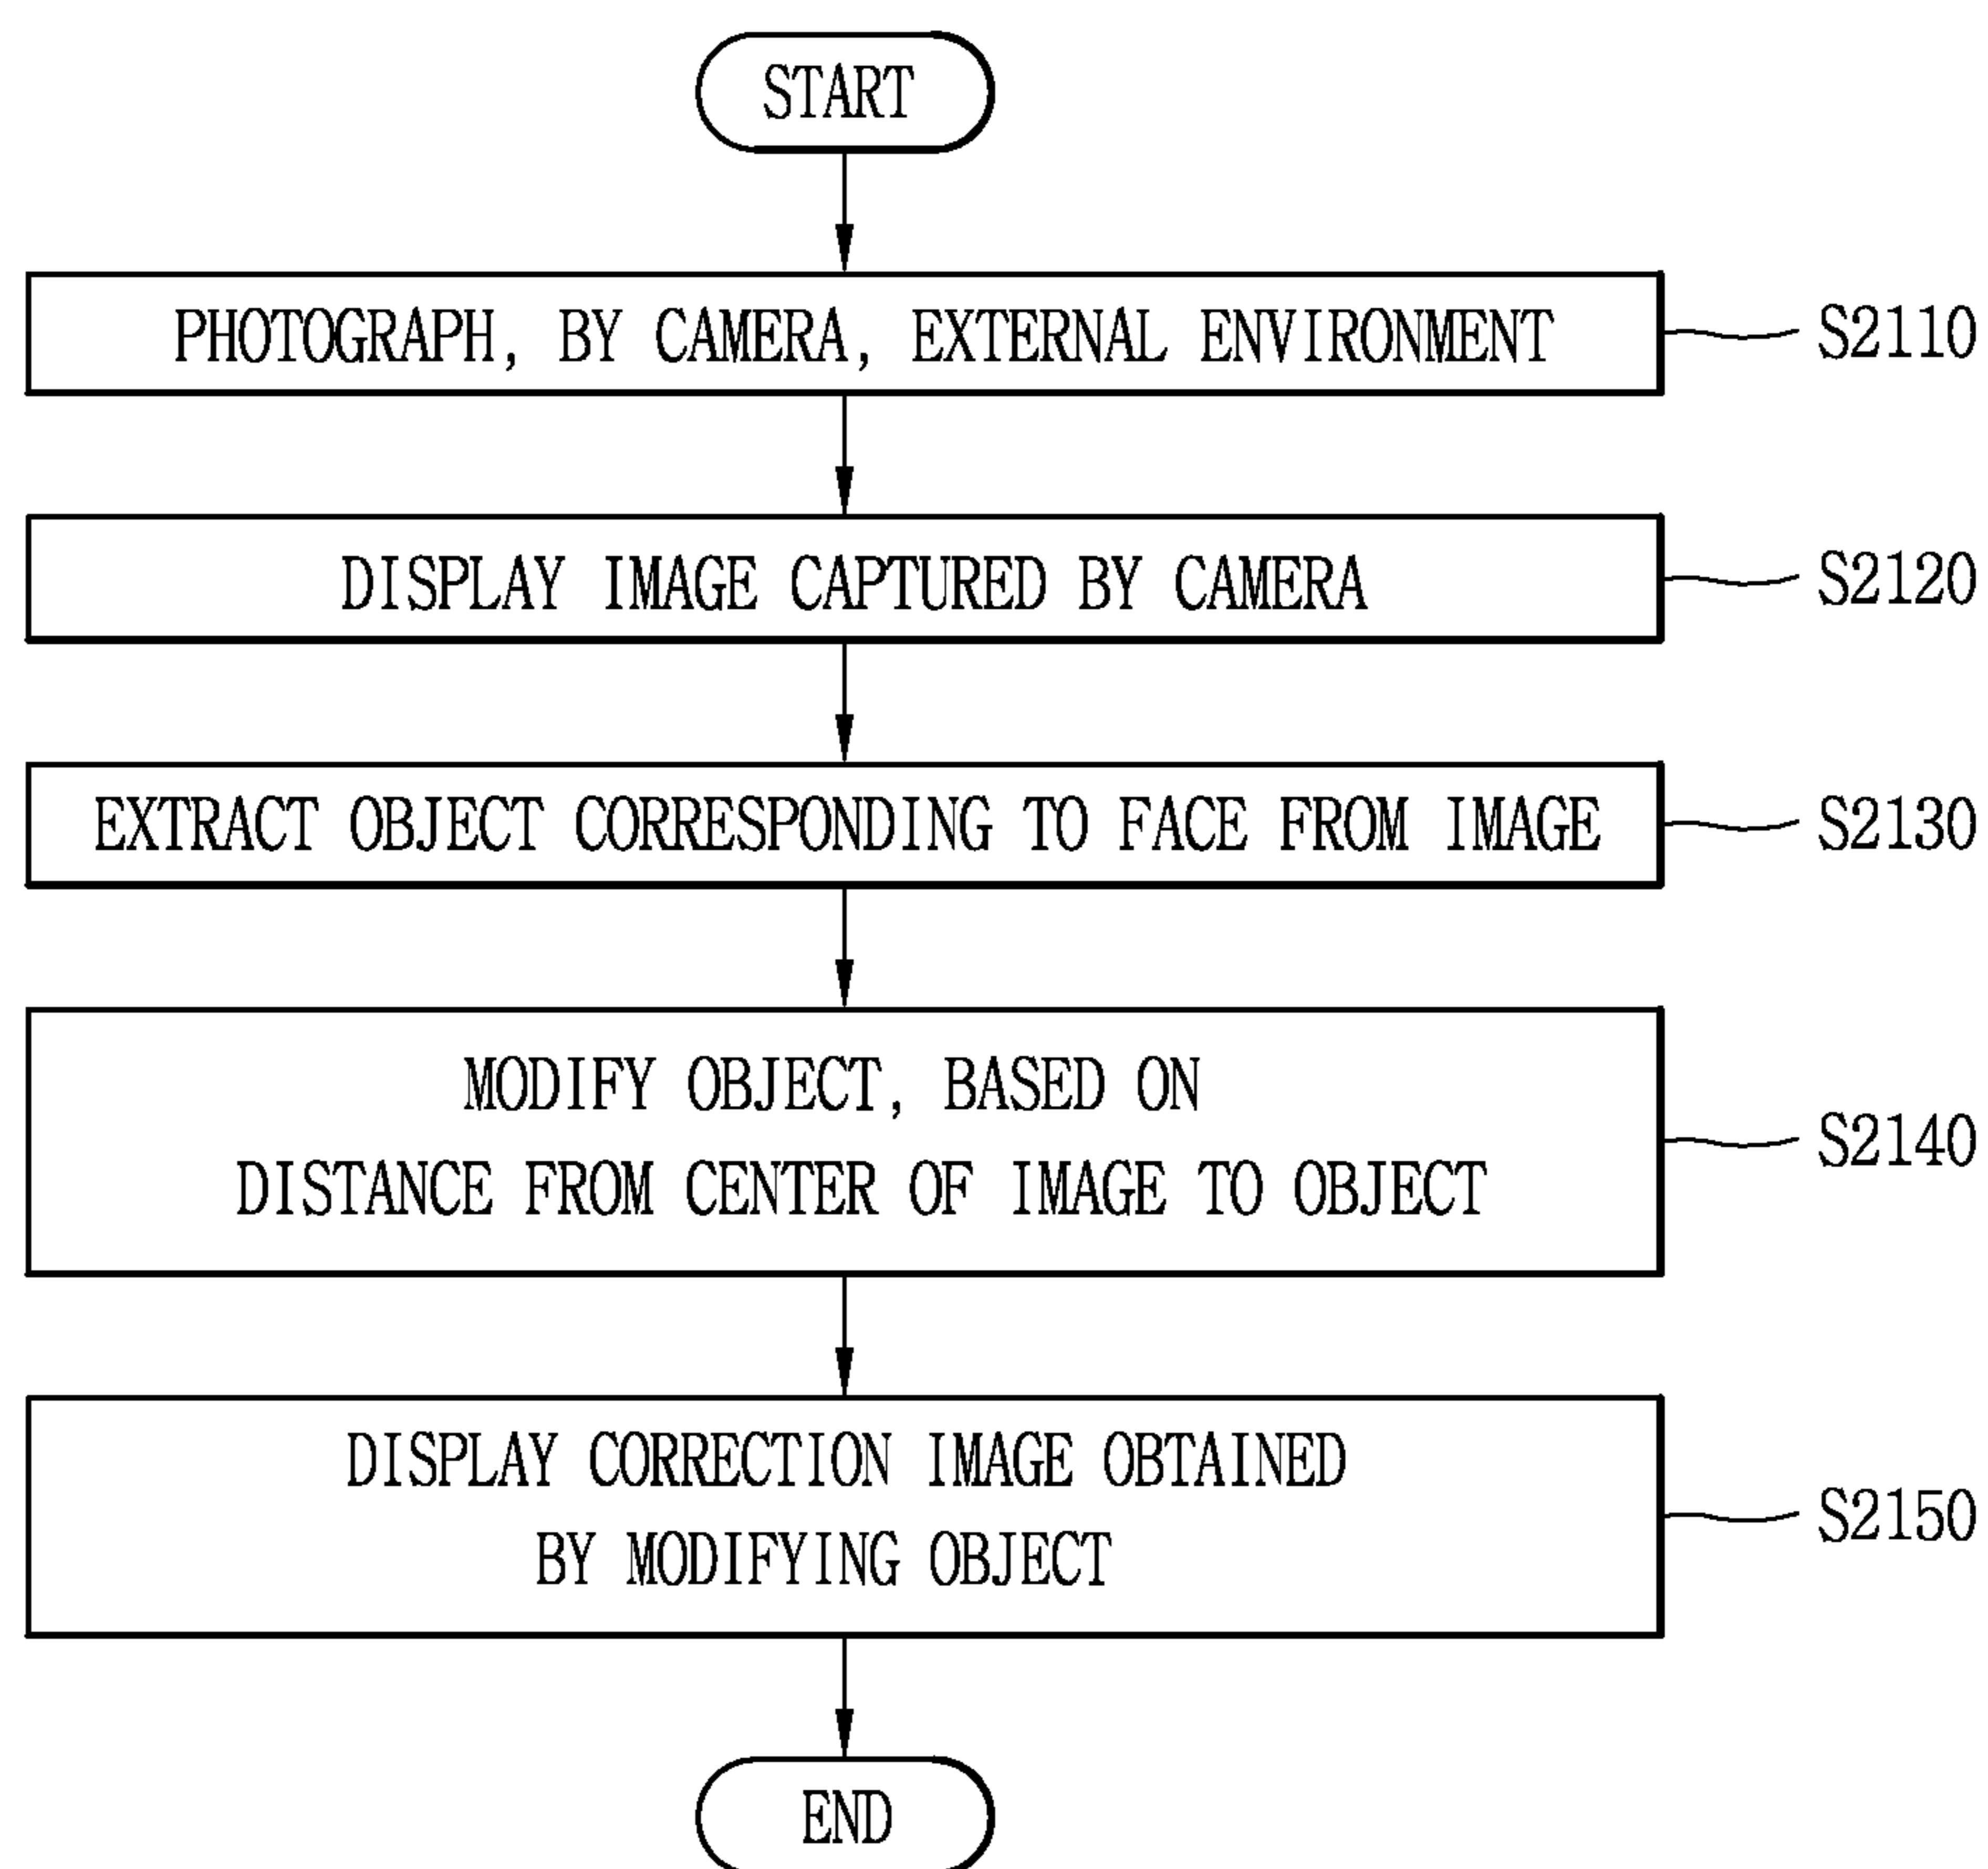 START
PHOTOGRAPH, BY CAMERA, EXTERNAL ENVIRONMENT
S2110
DISPLAY IMAGE CAPTURED BY CAMERA
S2120
EXTRACT OBJECT CORRESPONDING TO FACE FROM IMAGE
S2130
MODIFY OBJECT, BASED ON
DISTANCE FROM CENTER OF IMAGE TO OBJECT
S2140
DISPLAY CORRECTION IMAGE OBTAINED
BY MODIFYING OBJECT
S2150
END